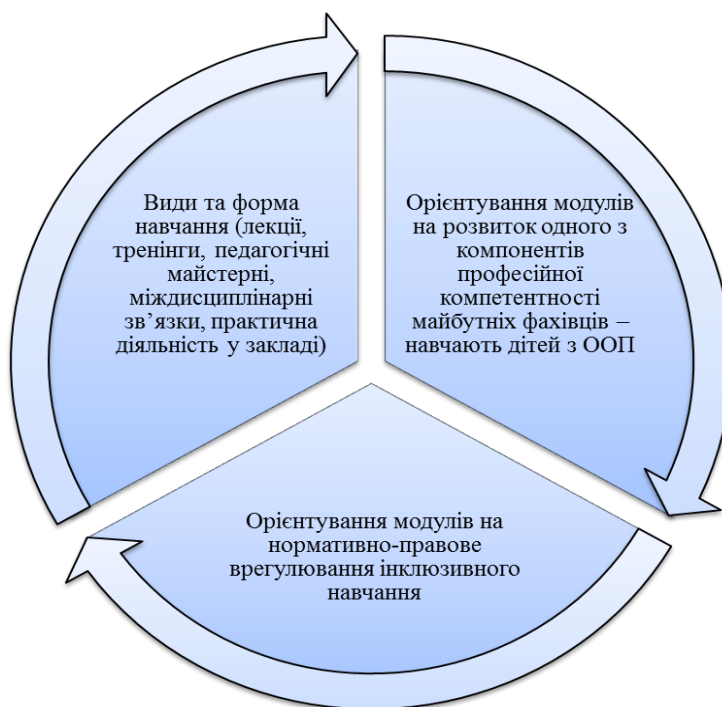 Види та форма
навчання (лекції,
тренінги, педагогічні
майстерні,
міждисциплінарні
зв’язки, практична
діяльність у закладі)
Орієнтування модулів
на розвиток одного з
компонентів
професійної
компетентності
майбутніх фахівців –
навчають дітей з ООП
Орієнтування модулів на
нормативно-правове
врегулювання інклюзивного
навчання